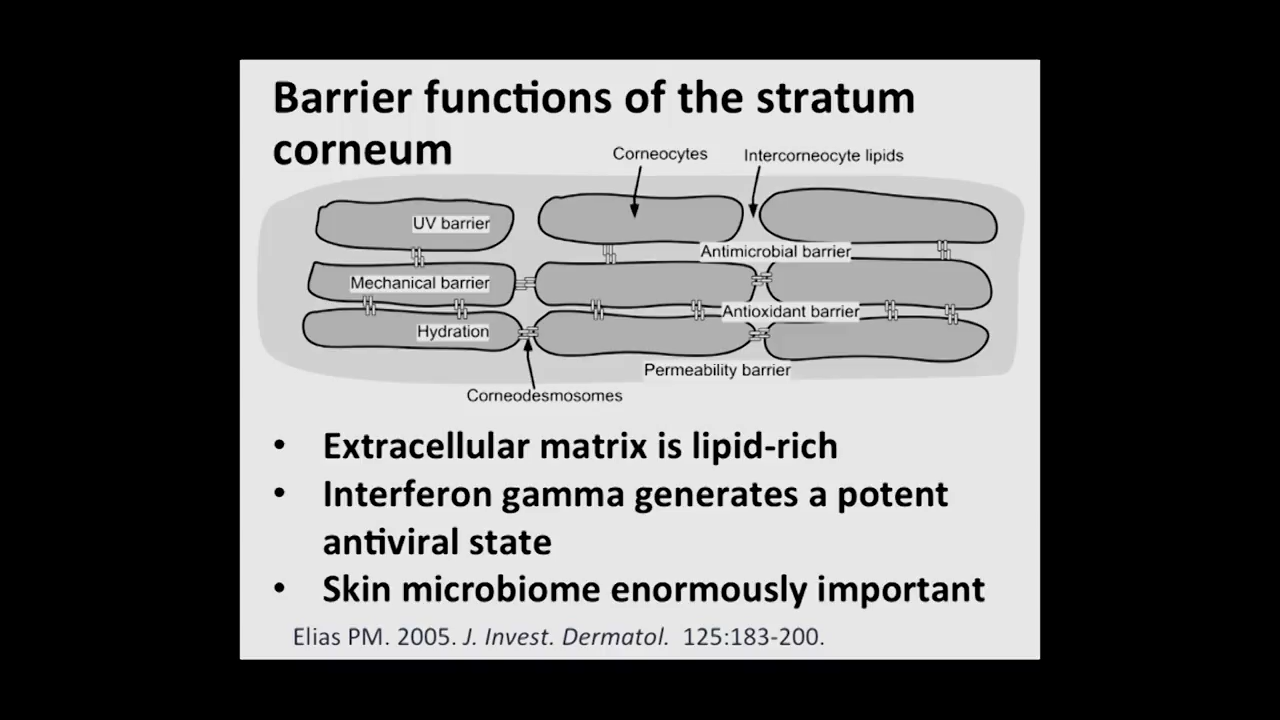 Barrier functions of the stratum
corneum
Corneocytes
Intercorneocyte lipids
UV barrier
Antimicrobial barrier
Mechanical barrier
Antioxidant barrier
Hydration
Permeability barrier
Corneodesmosomes
• Extracellular matrix is lipid-rich
• Interferon gamma generates a potent
antiviral state
• Skin microbiome enormously important
Elias PM. 2005. J. Invest. Dermatol. 125:183-200.